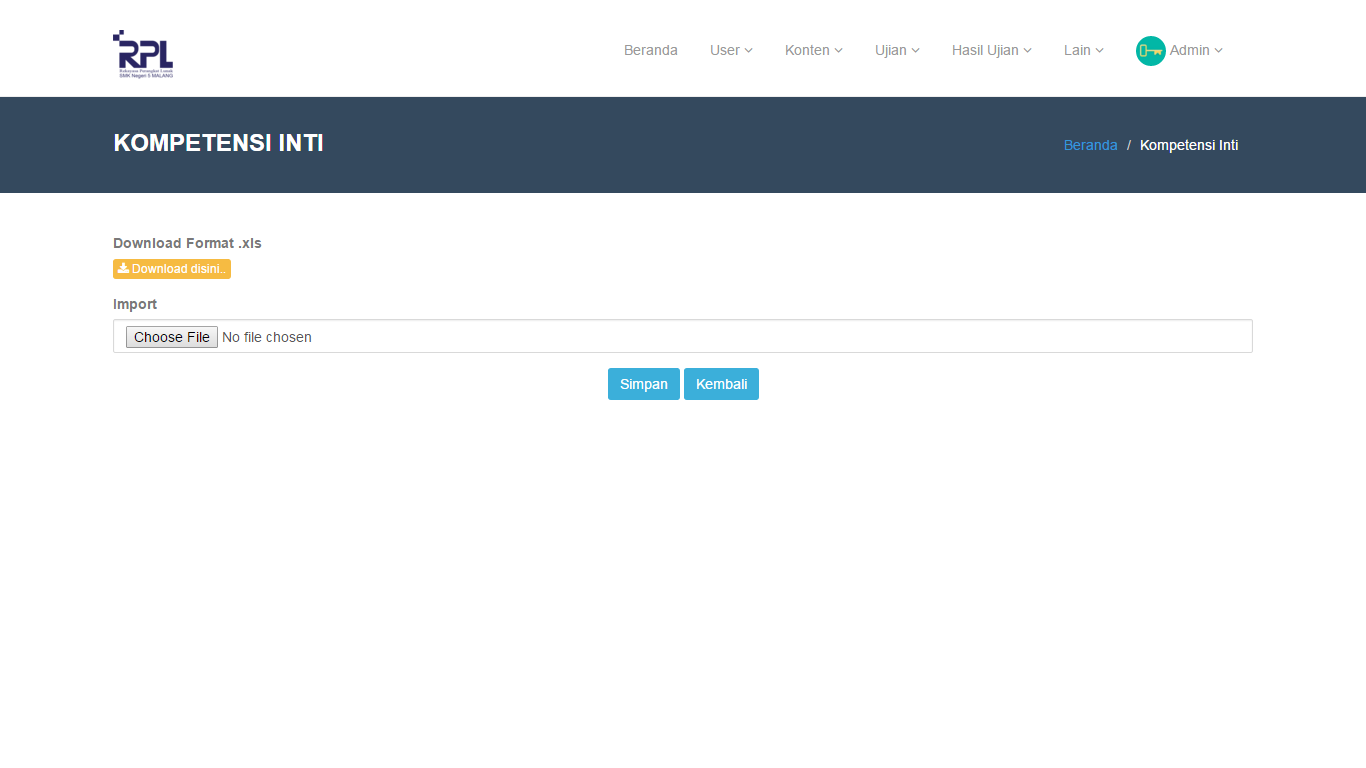 RPL
Rekayasa Perangkat Lunak
SMK Negeri 5 MALANG
Beranda User Konten Ujian Hasil Ujian Lain Admin
KOMPETENSI INTI
Beranda / Kompetensi Inti
Download Format .xls
Download disini..
Import
Choose File No file chosen
Simpan Kembali